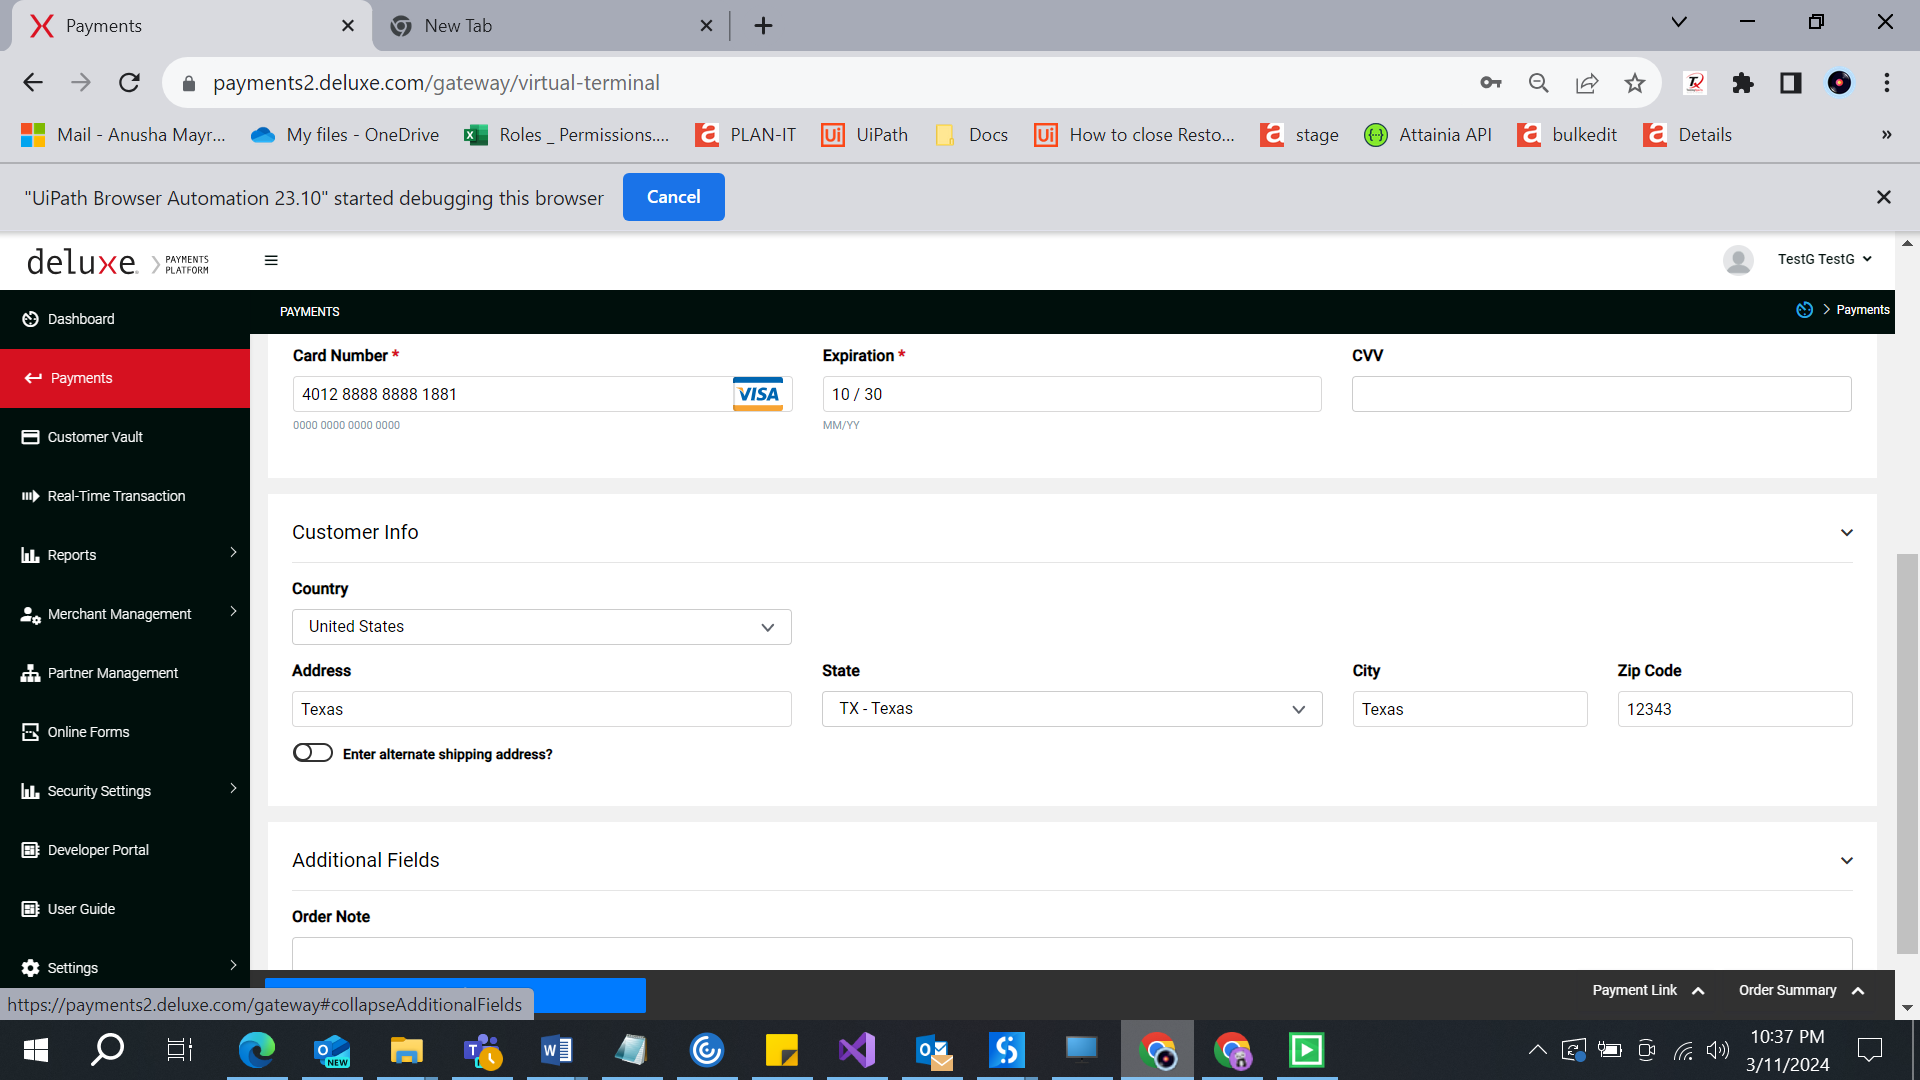 Payments
New Tab
payments2.deluxe.com/gateway/virtual-terminal
Mail - Anusha Mayr...
My files - OneDrive
Roles _ Permissions....
PLAN-IT
UiPath
Docs
How to close Resto...
stage
Attainia API
bulkedit
Details
»
"UiPath Browser Automation 23.10" started debugging this browser
Cancel
deluxe. PAYMENTS PLATFORM
TestG TestG
Dashboard
PAYMENTS
Payments
Payments
Customer Vault
Real-Time Transaction
Reports
Merchant Management
Partner Management
Online Forms
Security Settings
Developer Portal
User Guide
Settings
Card Number *
Expiration *
CVV
4012 8888 8888 1881
VISA
10 / 30
0000 0000 0000 0000
MM/YY
Customer Info
Country
United States
Address
State
City
Zip Code
Texas
TX - Texas
Texas
12343
Enter alternate shipping address?
Additional Fields
Order Note
Payment Link
Order Summary
https://payments2.deluxe.com/gateway#collapseAdditionalFields
NEW
10:37 PM
3/11/2024